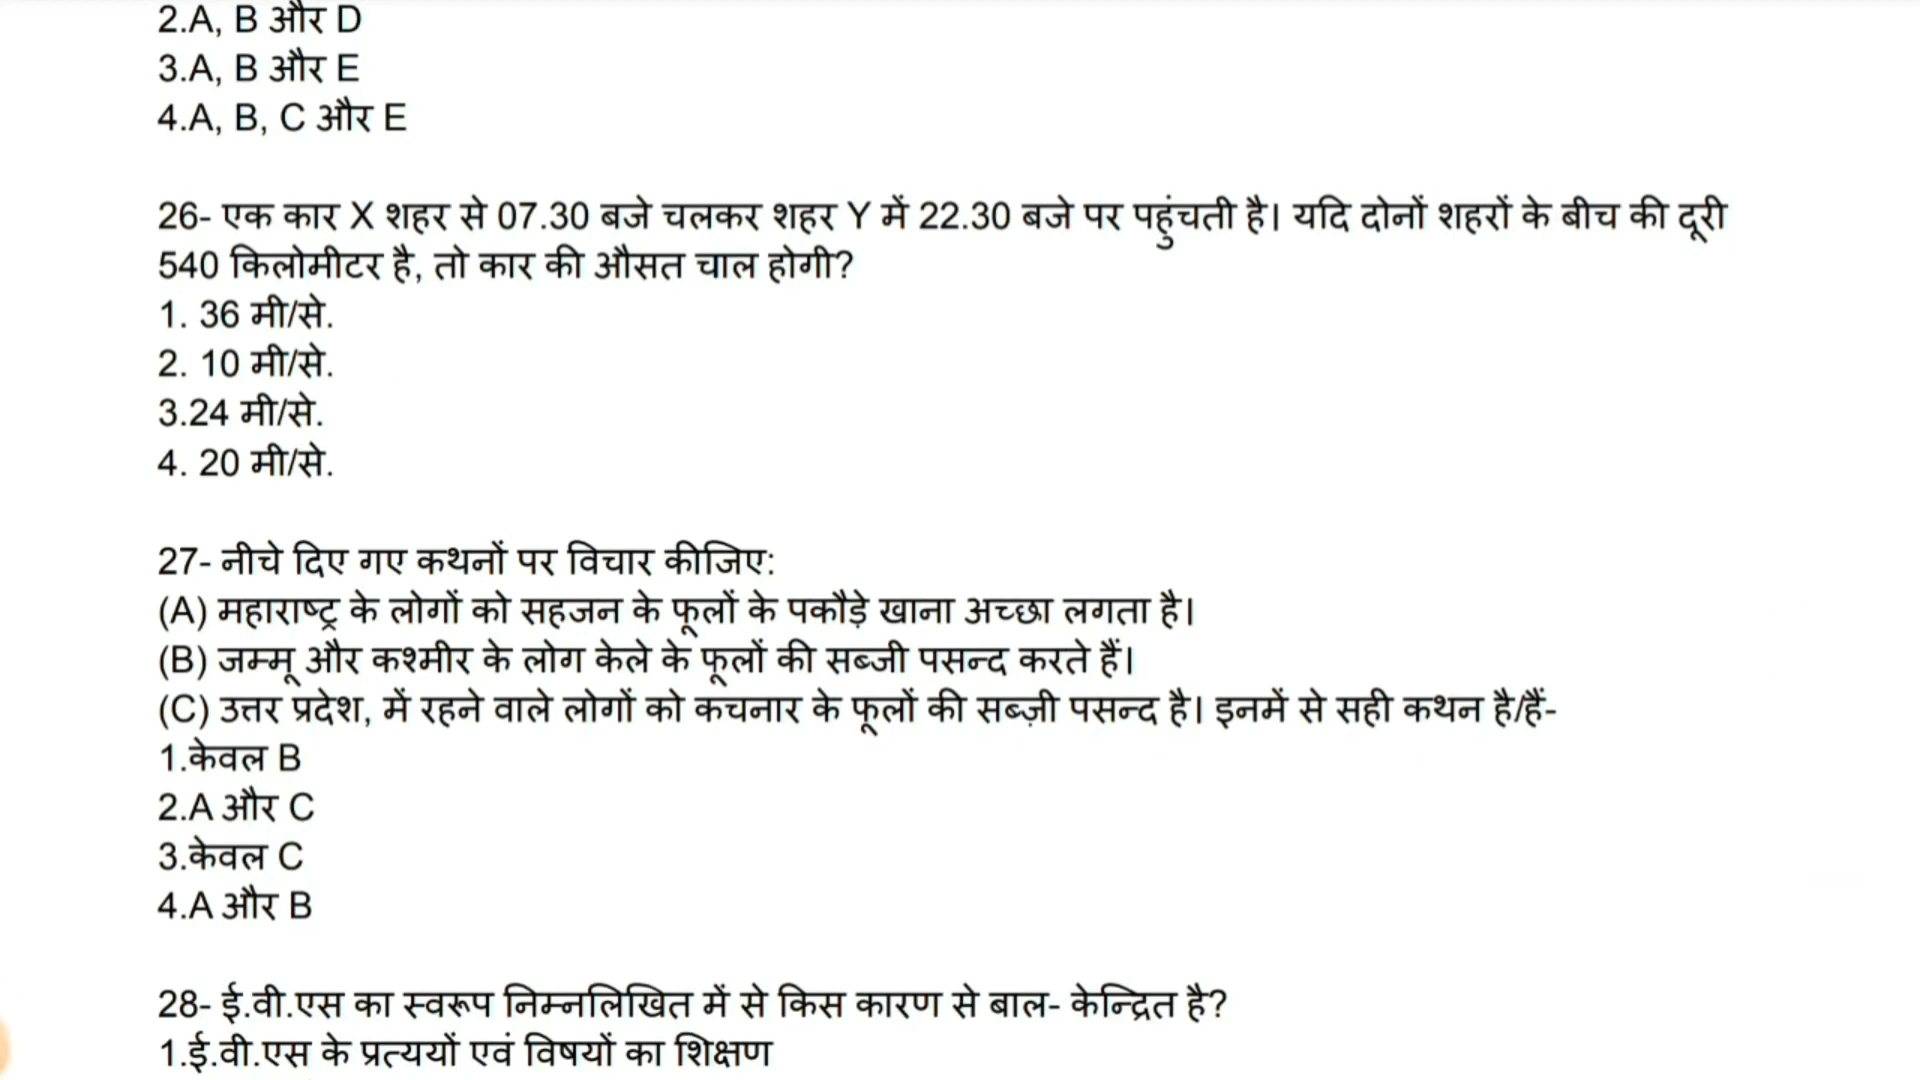 2.A, B और D
3.A, B और E
4.A, B, C और E
26- एक कार X शहर से 07.30 बजे चलकर शहर Y में 22.30 बजे पर पहुंचती है। यदि दोनों शहरों के बीच की दूरी
540 किलोमीटर है, तो कार की औसत चाल होगी?
1. 36 मी/से.
2. 10 मी/से.
3.24 मी/से.
4. 20 मी/से.
27- नीचे दिए गए कथनों पर विचार कीजिए:
(A) महाराष्ट्र के लोगों को सहजन के फूलों के पकौड़े खाना अच्छा लगता है।
(B) जम्मू और कश्मीर के लोग केले के फूलों की सब्जी पसन्द करते हैं।
(C) उत्तर प्रदेश, में रहने वाले लोगों को कचनार के फूलों की सब्ज़ी पसन्द है। इनमें से सही कथन है/हैं-
1.केवल B
2.A और C
3.केवल C
4.A और B
28- ई.वी.एस का स्वरूप निम्नलिखित में से किस कारण से बाल- केन्द्रित है?
1.ई.वी.एस के प्रत्ययों एवं विषयों का शिक्षण